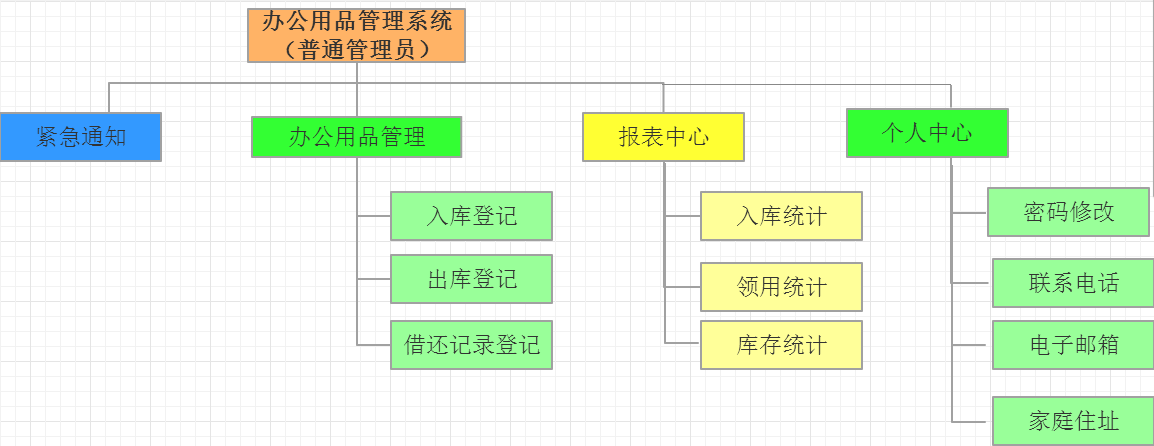 办公用品管理系统
（普通管理员）
紧急通知
办公用品管理
报表中心
个人中心
入库登记
出库登记
借还记录登记
入库统计
领用统计
库存统计
密码修改
联系电话
电子邮箱
家庭住址